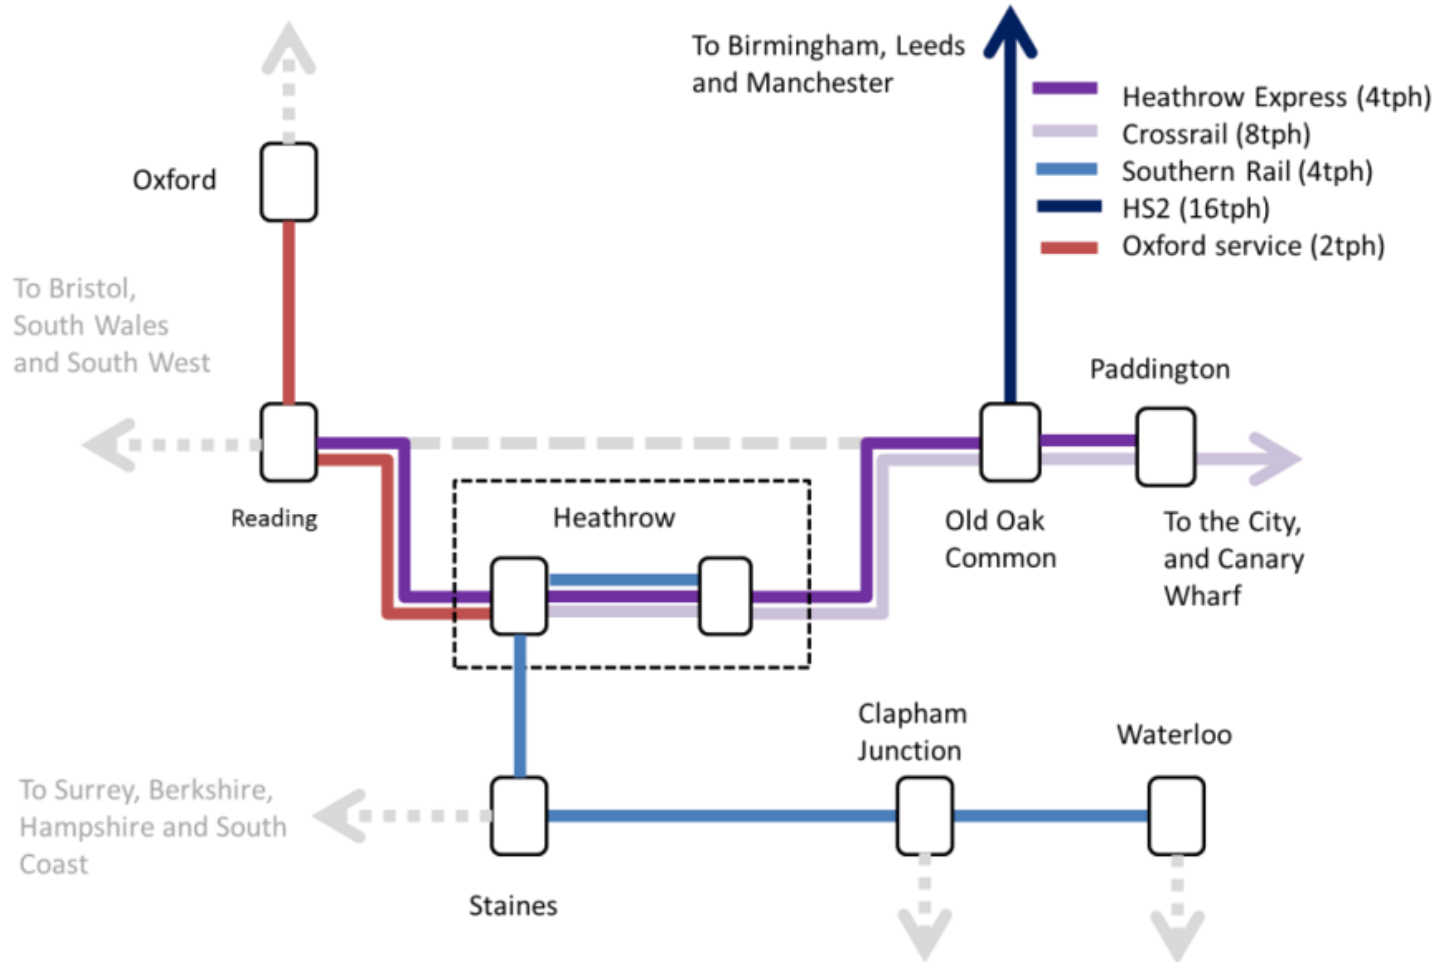 To Birmingham, Leeds
and Manchester
Heathrow Express (4tph)
Crossrail (8tph)
Southern Rail (4tph)
HS2 (16tph)
Oxford service (2tph)
Oxford
To Bristol,
South Wales
and South West
Paddington
Reading
Heathrow
Old Oak
Common
To the City,
and Canary
Wharf
Clapham
Junction
Waterloo
To Surrey, Berkshire,
Hampshire and South
Coast
Staines